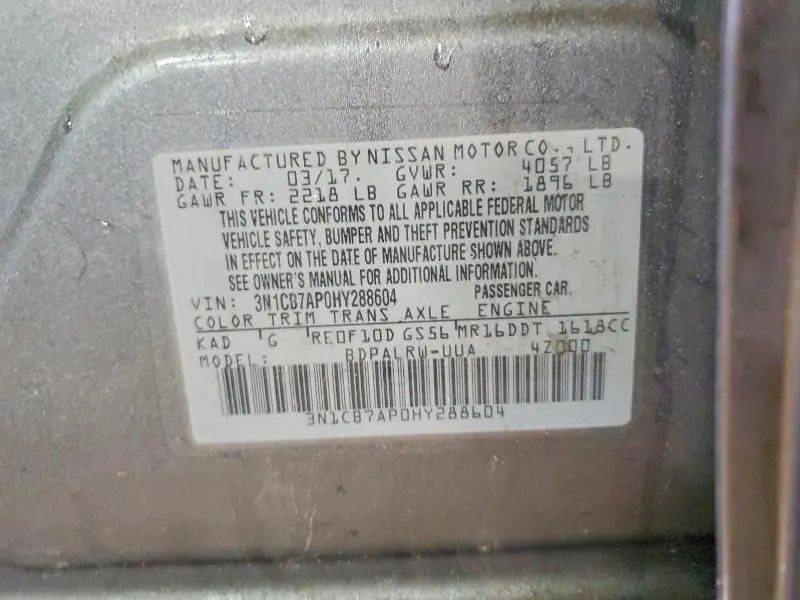 MANUFACTURED BY NISSAN MOTOR CO., LTD.
DATE: 03/17. GVWR: 4057 LB
GAWR FR: 2218 LB GAWR RR: 1896 LB
THIS VEHICLE CONFORMS TO ALL APPLICABLE FEDERAL MOTOR
VEHICLE SAFETY, BUMPER AND THEFT PREVENTION STANDARDS
IN EFFECT ON THE DATE OF MANUFACTURE SHOWN ABOVE.
SEE OWNER'S MANUAL FOR ADDITIONAL INFORMATION.
VIN: 3N1CB7AP0HY288604 PASSENGER CAR.
COLOR TRIM TRANS AXLE ENGINE
KAD G RE0F10D GS56 MR16DDT 1618CC
MODEL: BDPALRW-UUA 4Z000
3N1CB7AP0HY288604